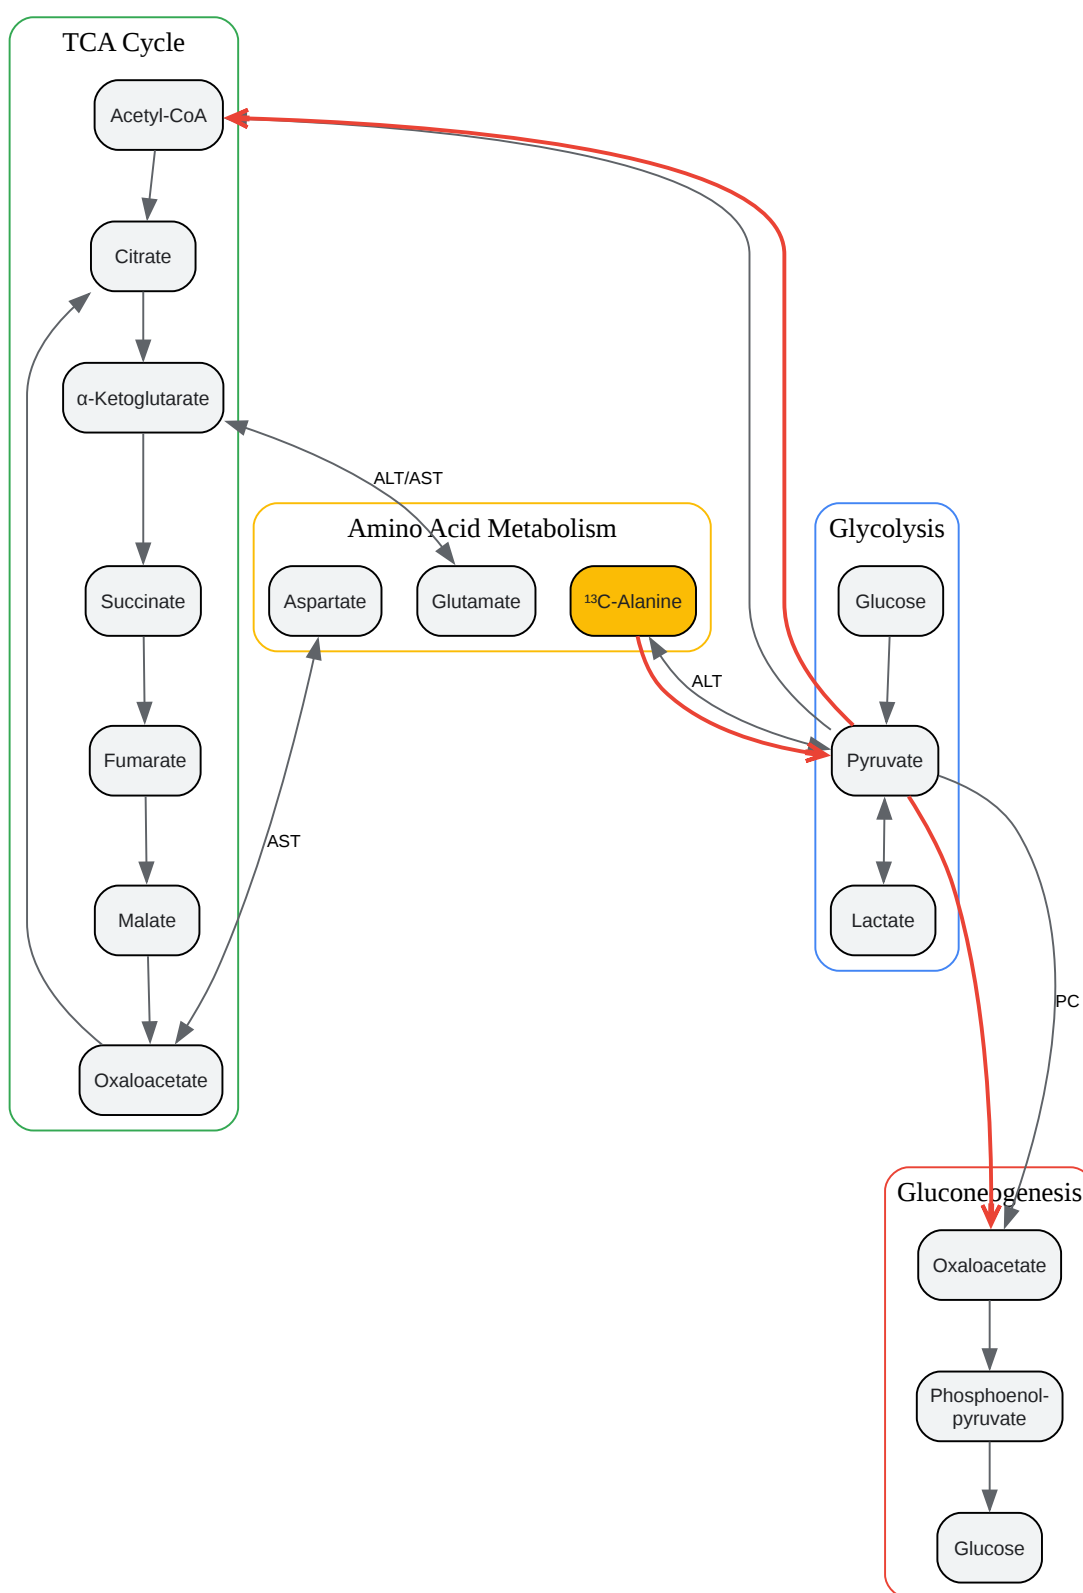 TCA Cycle
Acetyl-CoA
Citrate
α-Ketoglutarate
ALT/AST
Amino Acid Metabolism
Glycolysis
Succinate
Aspartate
Glutamate
¹³C-Alanine
Glucose
ALT
Fumarate
Pyruvate
AST
Malate
Lactate
PC
Oxaloacetate
Gluconeogenesis
Oxaloacetate
Phosphoenol-
pyruvate
Glucose